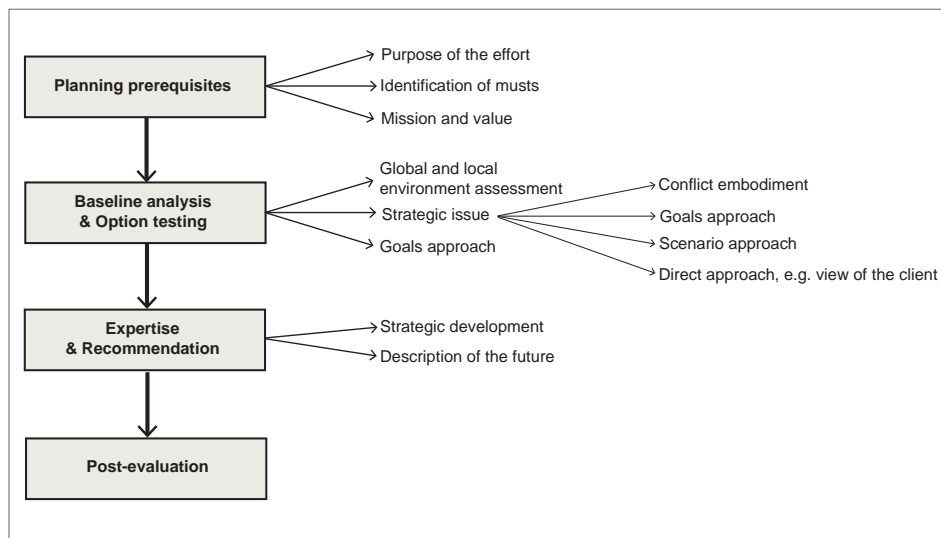 Planning prerequisites
Purpose of the effort
Identification of musts
Mission and value
Baseline analysis
& Option testing
Global and local
environment assessment
Strategic issue
Goals approach
Conflict embodiment
Goals approach
Scenario approach
Direct approach, e.g. view of the client
Expertise
& Recommendation
Strategic development
Description of the future
Post-evaluation